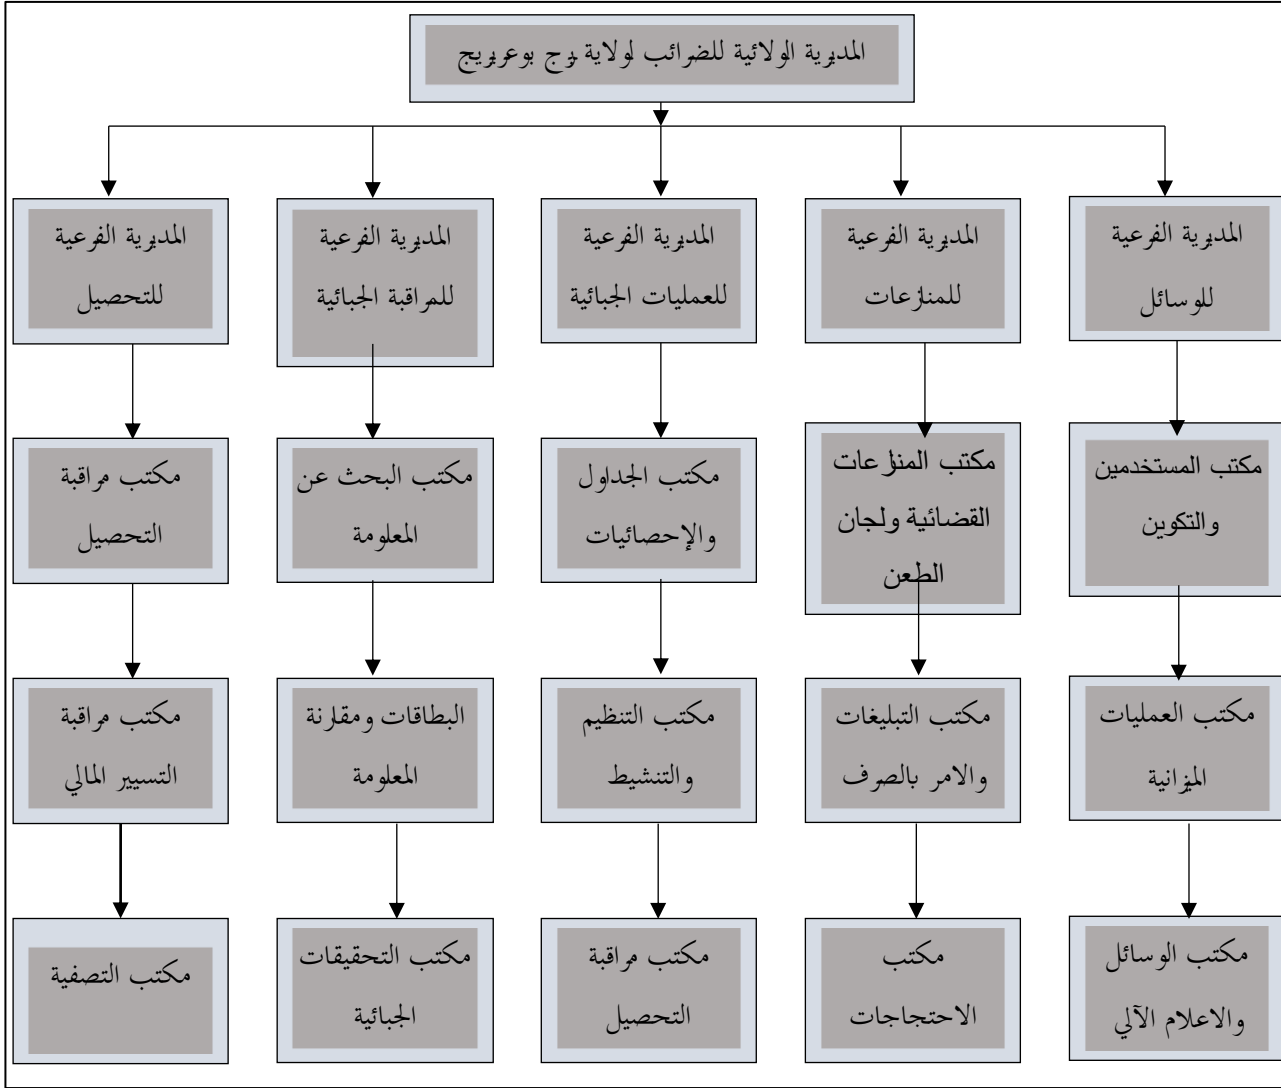 المديرية الولائية للضرائب لولاية برج بوعريريج
المديرية الفرعية
للوسائل
المديرية الفرعية
للمنازعات
المديرية الفرعية
للعمليات الجبائية
المديرية الفرعية
للمراقبة الجبائية
المديرية الفرعية
للتحصيل
مكتب المستخدمين
والتكوين
مكتب المنازعات
القضائية ولجان
الطعن
مكتب الجداول
والإحصائيات
مكتب البحث عن
المعلومة
مكتب مراقبة
التحصيل
مكتب العمليات
الميزانية
مكتب التبليغات
والامر بالصرف
مكتب التنظيم
والتنشيط
البطاقات ومقارنة
المعلومة
مكتب مراقبة
التسيير المالي
مكتب الوسائل
والاعلام الآلي
مكتب
الاحتجاجات
مكتب مراقبة
التحصيل
مكتب التحقيقات
الجبائية
مكتب التصفية